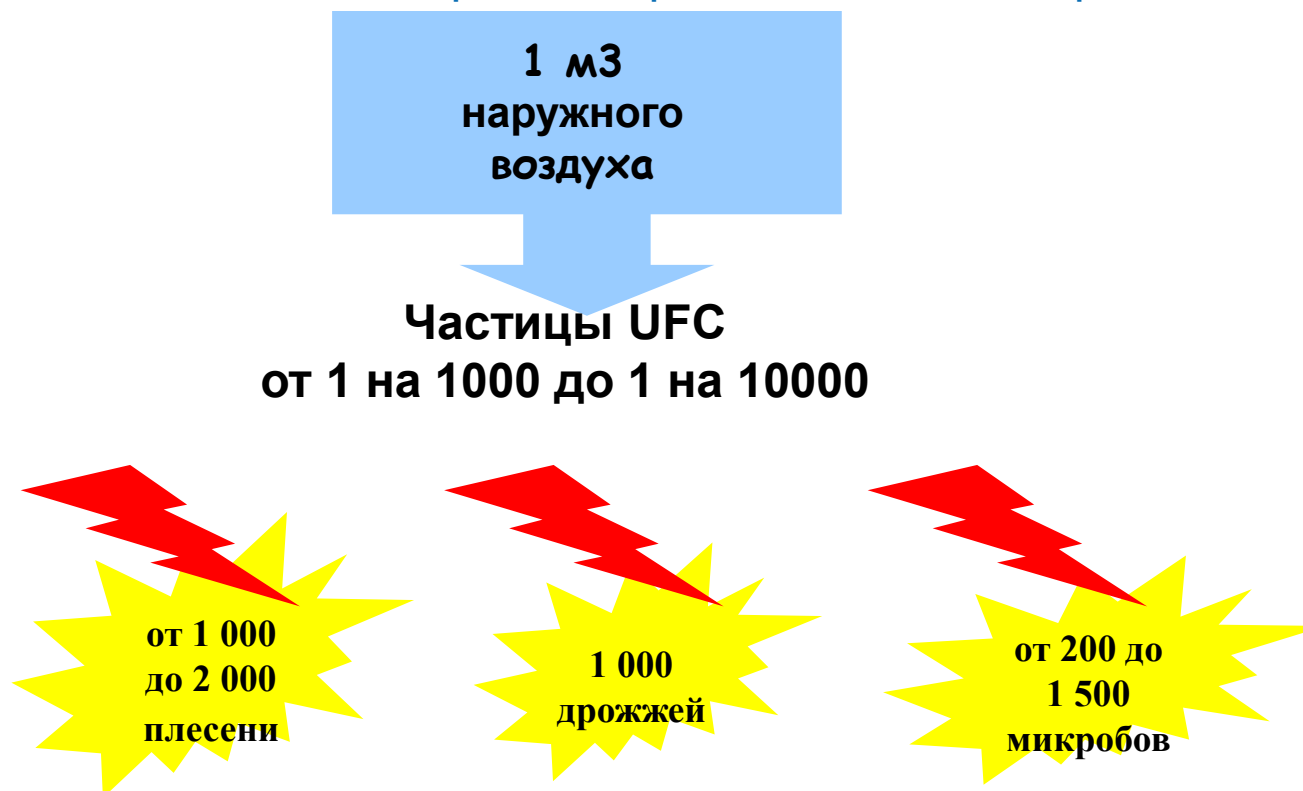 1 м3
наружного
воздуха
Частицы UFC
от 1 на 1000 до 1 на 10000
от 1 000
до 2 000
плесени
1 000
дрожжей
от 200 до
1 500
микробов